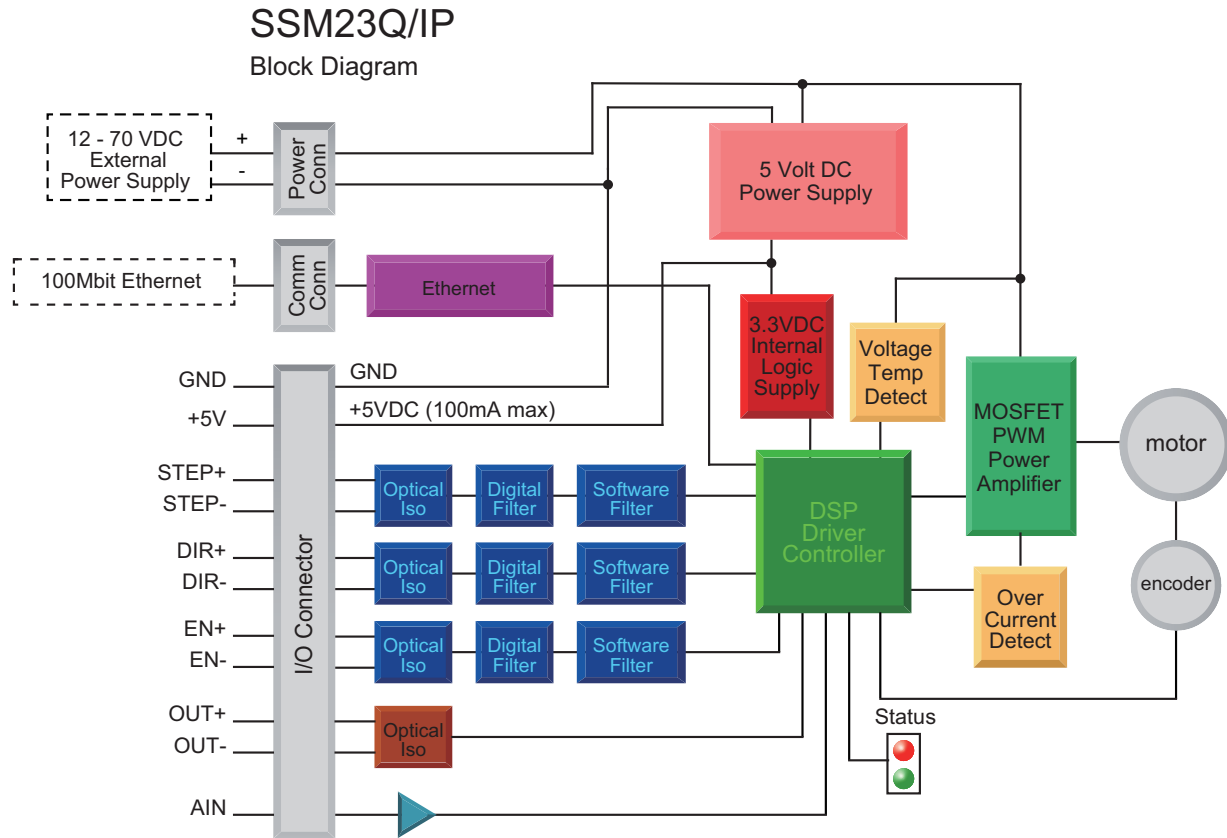 SSM23Q/IP
Block Diagram
12 - 70 VDC
External
Power Supply
+
-
Power
Conn
5 Volt DC
Power Supply
100Mbit Ethernet
Comm
Conn
Ethernet
3.3VDC
Internal
Logic
Supply
Voltage
Temp
Detect
MOSFET
PWM
Power
Amplifier
motor
encoder
GND
+5V
STEP+
STEP-
DIR+
DIR-
EN+
EN-
OUT+
OUT-
AIN
I/O Connector
GND
+5VDC (100mA max)
Optical
Iso
Digital
Filter
Software
Filter
Optical
Iso
Digital
Filter
Software
Filter
Optical
Iso
Digital
Filter
Software
Filter
Optical
Iso
DSP
Driver
Controller
Over
Current
Detect
Status